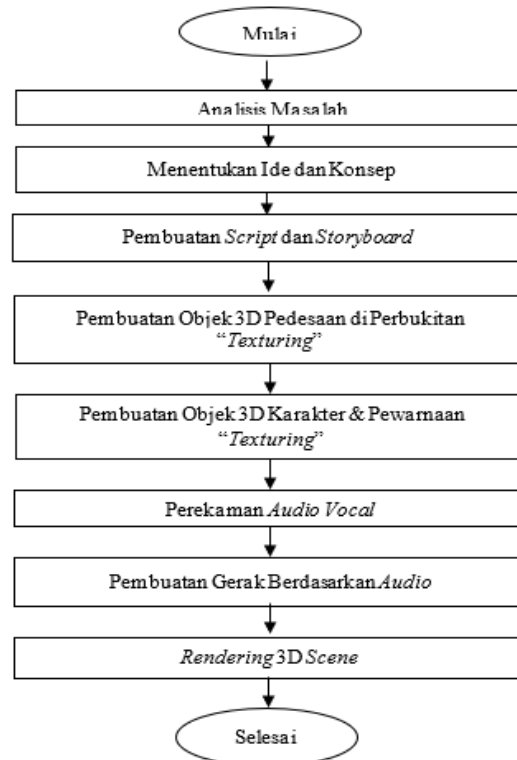 Mulai
Analisis Masalah
Menentukan Ide dan Konsep
Pembuatan Script dan Storyboard
Pembuatan Objek 3D Pedesaan di Perbukitan
“Texturing”
Pembuatan Objek 3D Karakter & Pewarnaan
“Texturing”
Perekaman Audio Vocal
Pembuatan Gerak Berdasarkan Audio
Rendering 3D Scene
Selesai